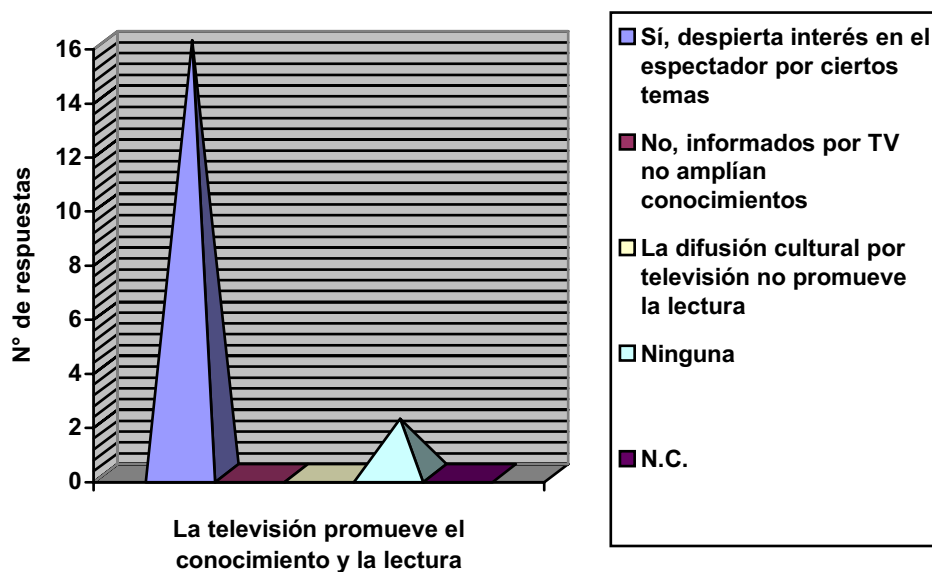 16
14
12
10
8
6
4
2
0
N° de respuestas
La televisión promueve el
conocimiento y la lectura
Sí, despierta interés en el
espectador por ciertos
temas
No, informados por TV
no amplían
conocimientos
La difusión cultural por
televisión no promueve
la lectura
Ninguna
N.C.